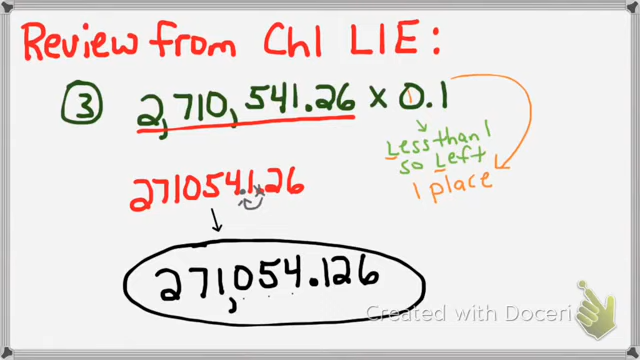 Review from Ch1 L1E:
3 2,710,541.26 x 0.1
Less than 1
so Left
1 place
2710541.26
271,054.126
Created with Doceri